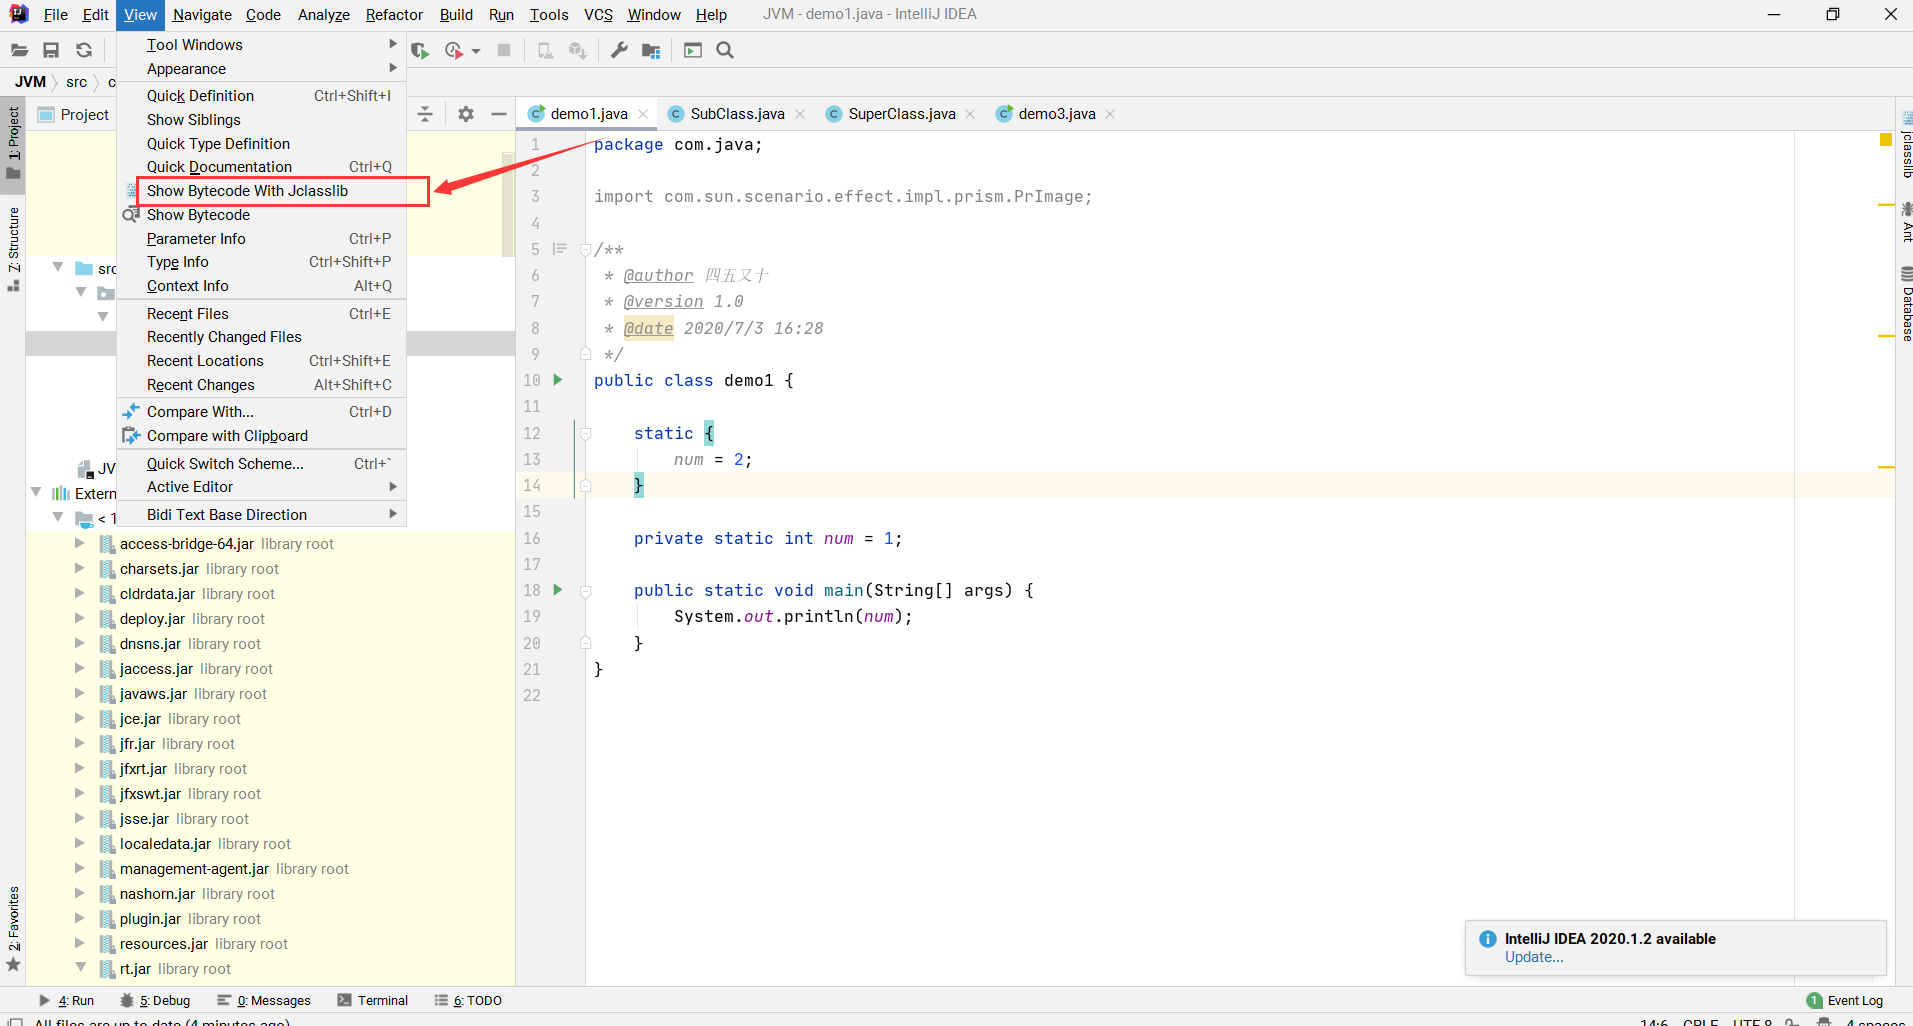 File Edit View Navigate Code Analyze Refactor Build Run Tools VCS Window Help JVM - demo1.java - IntelliJ IDEA
JVM src c
Project
demo1.java SubClass.java SuperClass.java demo3.java
1: Project
7: Structure
2: Favorites
Tool Windows
Appearance
Quick Definition Ctrl+Shift+I
Show Siblings
Quick Type Definition
Quick Documentation Ctrl+Q
Show Bytecode With Jclasslib
Show Bytecode
Parameter Info Ctrl+P
Type Info Ctrl+Shift+P
Context Info Alt+Q
Recent Files Ctrl+E
Recently Changed Files
Recent Locations Ctrl+Shift+E
Recent Changes Alt+Shift+C
Compare With... Ctrl+D
Compare with Clipboard
Quick Switch Scheme... Ctrl+`
Active Editor
Bidi Text Base Direction
src
JV
Extern
< 1
access-bridge-64.jar library root
charsets.jar library root
cldrdata.jar library root
deploy.jar library root
dnsns.jar library root
jaccess.jar library root
javaws.jar library root
jce.jar library root
jfr.jar library root
jfxrt.jar library root
jfxswt.jar library root
jsse.jar library root
localedata.jar library root
management-agent.jar library root
nashorn.jar library root
plugin.jar library root
resources.jar library root
rt.jar library root
1 package com.java;
2
3 import com.sun.scenario.effect.impl.prism.PrImage;
4
5 /**
6 * @author 四五又十
7 * @version 1.0
8 * @date 2020/7/3 16:28
9 */
10 public class demo1 {
11
12 static {
13 num = 2;
14 }
15
16 private static int num = 1;
17
18 public static void main(String[] args) {
19 System.out.println(num);
20 }
21 }
22
jclasslib
Ant
Database
IntelliJ IDEA 2020.1.2 available
Update...
4: Run 5: Debug 0: Messages Terminal 6: TODO 1 Event Log
All files are up-to-date (4 minutes ago) 14:6 CRLF UTF-8 4 spaces